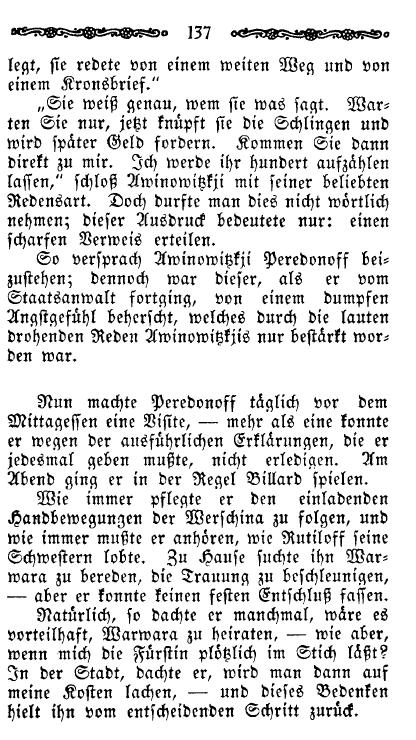 137
legt, sie redete von einem weiten Weg und von
einem Kronsbrief.“
„Sie weiß genau, wem sie was sagt. War-
ten Sie nur, jetzt knüpft sie die Schlingen und
wird später Geld fordern. Kommen Sie dann
direkt zu mir. Ich werde ihr hundert aufzählen
lassen,“ schloß Awinowitzkji mit seiner beliebten
Redensart. Doch durfte man dies nicht wörtlich
nehmen; dieser Ausdruck bedeutete nur: einen
scharfen Verweis erteilen.
So versprach Awinowitzkji Peredonoff bei-
zustehen; dennoch war dieser, als er vom
Staatsanwalt fortging, von einem dumpfen
Angstgefühl beherscht, welches durch die lauten
drohenden Reden Awinowitzkjis nur bestärkt wor-
den war.
Nun machte Peredonoff täglich vor dem
Mittagessen eine Visite, — mehr als eine konnte
er wegen der ausführlichen Erklärungen, die er
jedesmal geben mußte, nicht erledigen. Am
Abend ging er in der Regel Billard spielen.
Wie immer pflegte er den einladenden
Handbewegungen der Werschina zu folgen, und
wie immer mußte er anhören, wie Rutiloff seine
Schwestern lobte. Zu Hause suchte ihn War-
wara zu bereden, die Trauung zu beschleunigen,
— aber er konnte keinen festen Entschluß fassen.
Natürlich, so dachte er manchmal, wäre es
vorteilhaft, Warwara zu heiraten, — wie aber,
wenn mich die Fürstin plötzlich im Stich läßt?
In der Stadt, dachte er, wird man dann auf
meine Kosten lachen, — und dieses Bedenken
hielt ihn vom entscheidenden Schritt zurück.